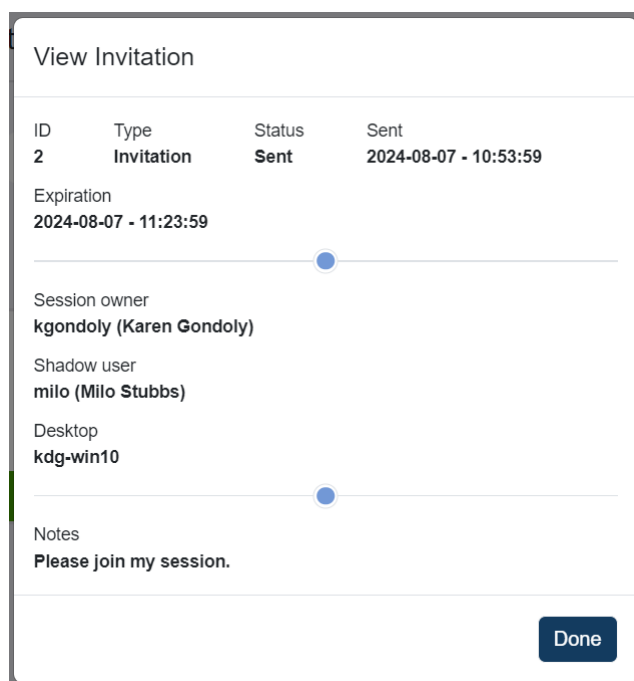 View Invitation
ID Type Status Sent
2 Invitation Sent 2024-08-07 - 10:53:59
Expiration
2024-08-07 - 11:23:59
Session owner
kgondoly (Karen Gondoly)
Shadow user
milo (Milo Stubbs)
Desktop
kdg-win10
Notes
Please join my session.
Done